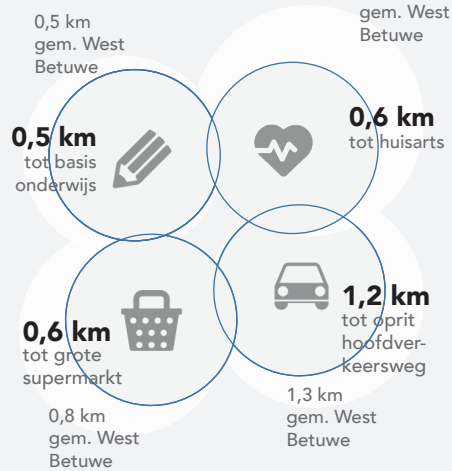 0,5 km
gem. West
Betuwe
gem. West
Betuwe
0,5 km
tot basis
onderwijs
0,6 km
tot huisarts
0,6 km
tot grote
supermarkt
1,2 km
tot oprit
hoofdver-
keersweg
0,8 km
gem. West
Betuwe
1,3 km
gem. West
Betuwe